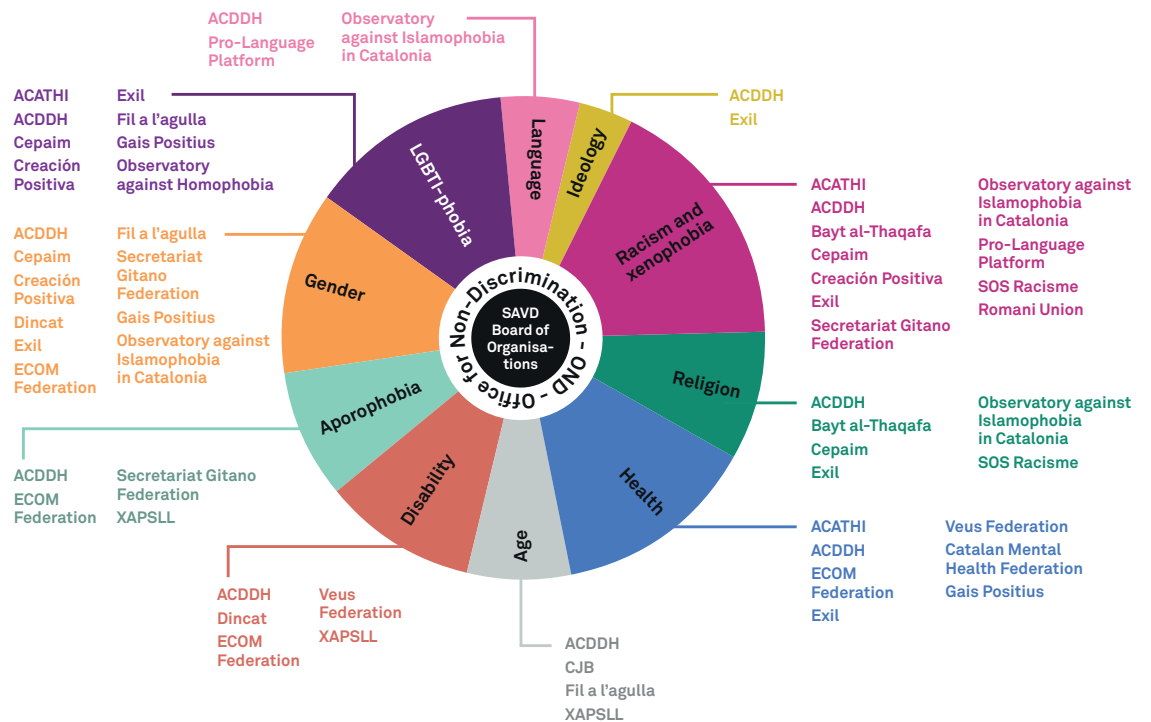 ACDDH
Pro-Language
Platform
Observatory
against Islamophobia
in Catalonia
ACATHI
ACDDH
Cepaim
Creación
Positiva
Exil
Fil a l'agulla
Gais Positius
Observatory
against Homophobia
ACDDH
Exil
ACATHI
ACDDH
Bayt al-Thaqafa
Cepaim
Creación Positiva
Exil
Secretariat Gitano
Federation
Observatory against
Islamophobia
in Catalonia
Pro-Language
Platform
SOS Racisme
Romani Union
ACDDH
Cepaim
Creación
Positiva
Dincat
Exil
ECOM
Federation
Fil a l'agulla
Secretariat
Gitano
Federation
Gais Positius
Observatory against
Islamophobia
in Catalonia
LGBTI-phobia
Language
Ideology
Racism and
xenophobia
Gender
Religion
Aporophobia
Disability
Age
Health
Office for Non-Discrimination - OND -
SAVD
Board of
Organisa-
tions
ACDDH
Bayt al-Thaqafa
Cepaim
Exil
Observatory against
Islamophobia
in Catalonia
SOS Racisme
ACDDH
ECOM
Federation
Secretariat Gitano
Federation
XAPSLL
ACATHI
ACDDH
ECOM
Federation
Exil
Veus Federation
Catalan Mental
Health Federation
Gais Positius
ACDDH
Dincat
ECOM
Federation
Veus
Federation
XAPSLL
ACDDH
CJB
Fil a l'agulla
XAPSLL